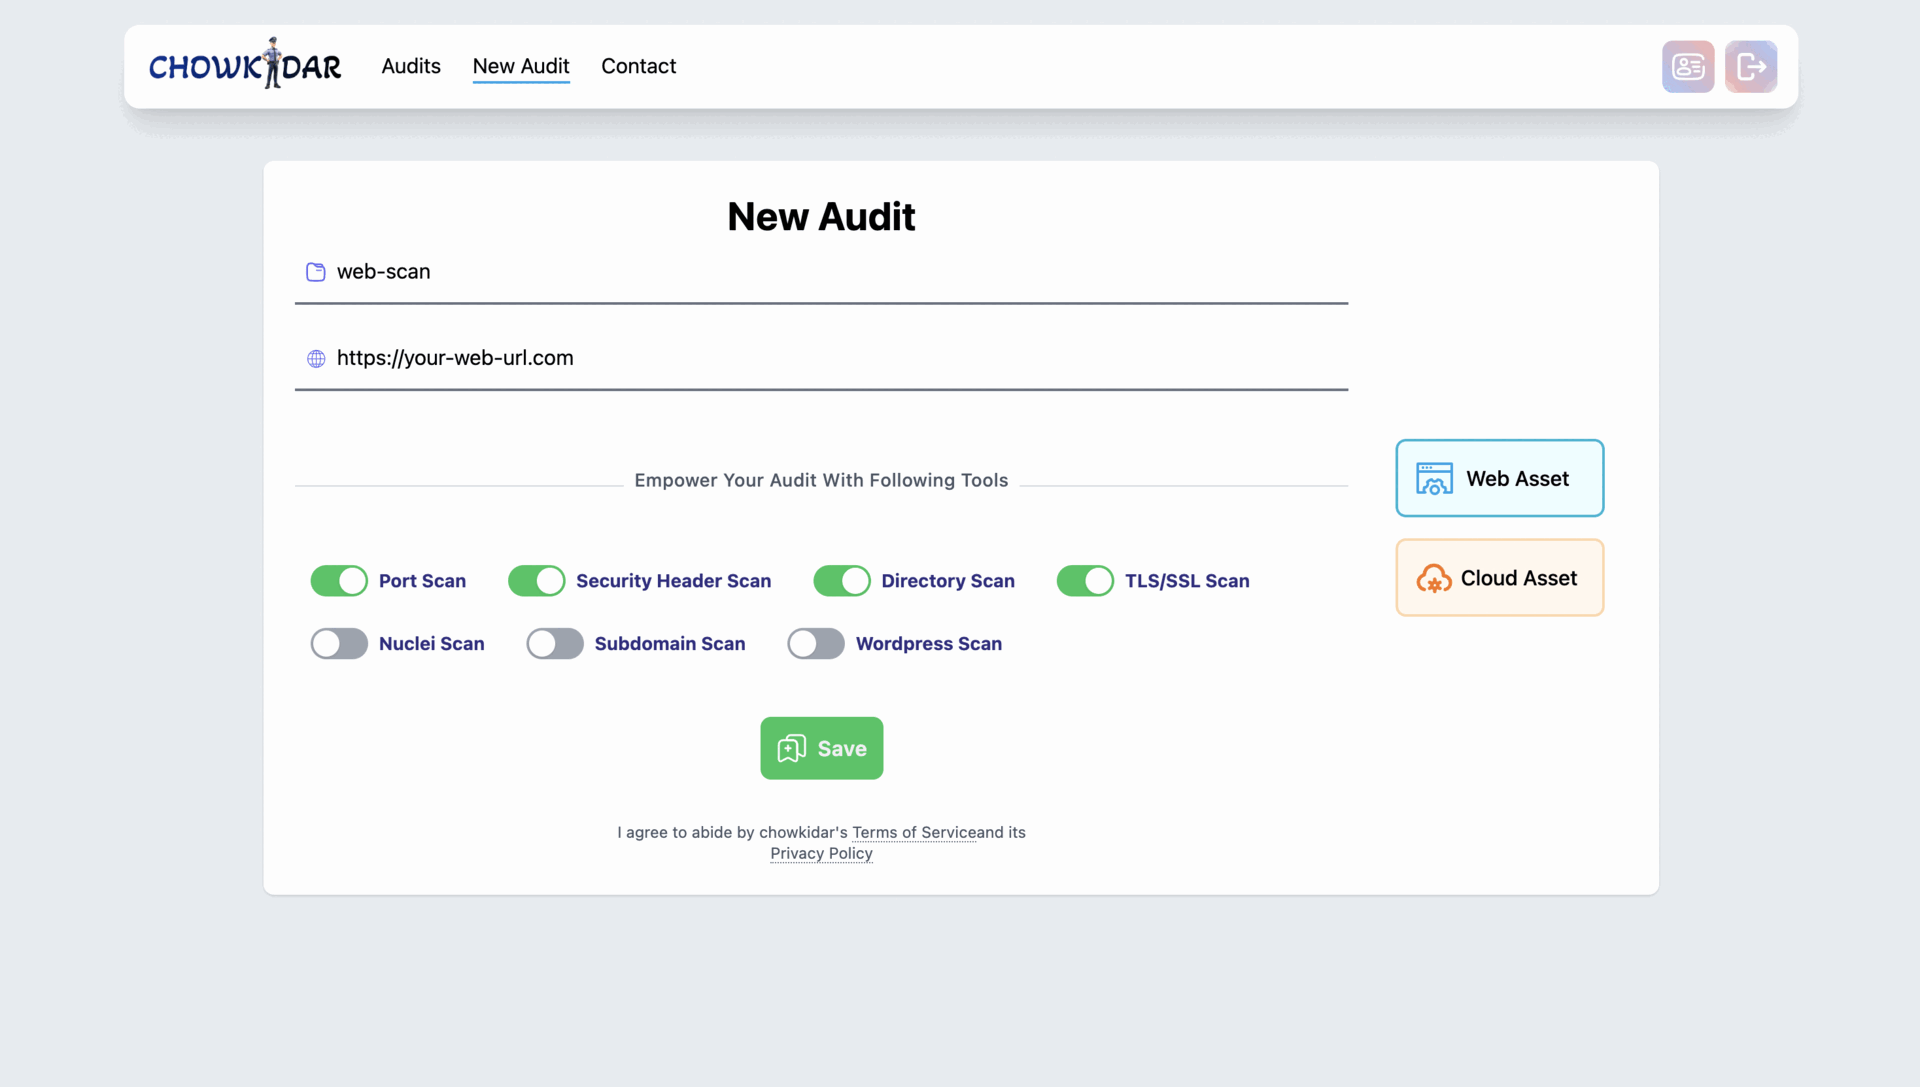 CHOWKIDAR Audits New Audit Contact
New Audit
web-scan
https://your-web-url.com
Empower Your Audit With Following Tools
Web Asset
Cloud Asset
Port Scan Security Header Scan Directory Scan TLS/SSL Scan
Nuclei Scan Subdomain Scan Wordpress Scan
Save
I agree to abide by chowkidar's Terms of Serviceand its
Privacy Policy